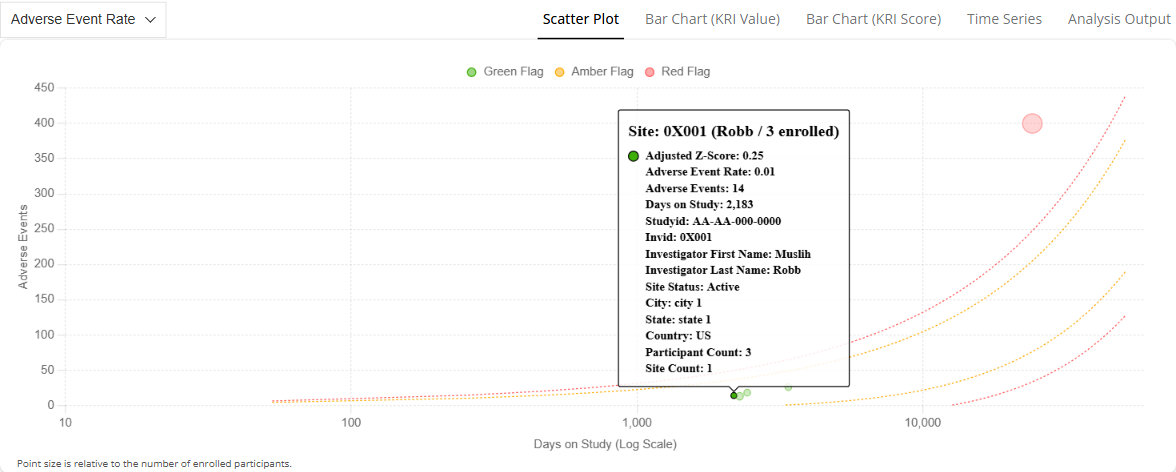 Adverse Event Rate
Scatter Plot
Bar Chart (KRI Value)
Bar Chart (KRI Score)
Time Series
Analysis Output
Green Flag
Amber Flag
Red Flag
450
400
350
300
250
200
150
100
50
0
Adverse Events
Site: 0X001 (Robb / 3 enrolled)
Adjusted Z-Score: 0.25
Adverse Event Rate: 0.01
Adverse Events: 14
Days on Study: 2,183
Studyid: AA-AA-000-0000
Invid: 0X001
Investigator First Name: Muslih
Investigator Last Name: Robb
Site Status: Active
City: city 1
State: state 1
Country: US
Participant Count: 3
Site Count: 1
10
100
1,000
10,000
Days on Study (Log Scale)
Point size is relative to the number of enrolled participants.